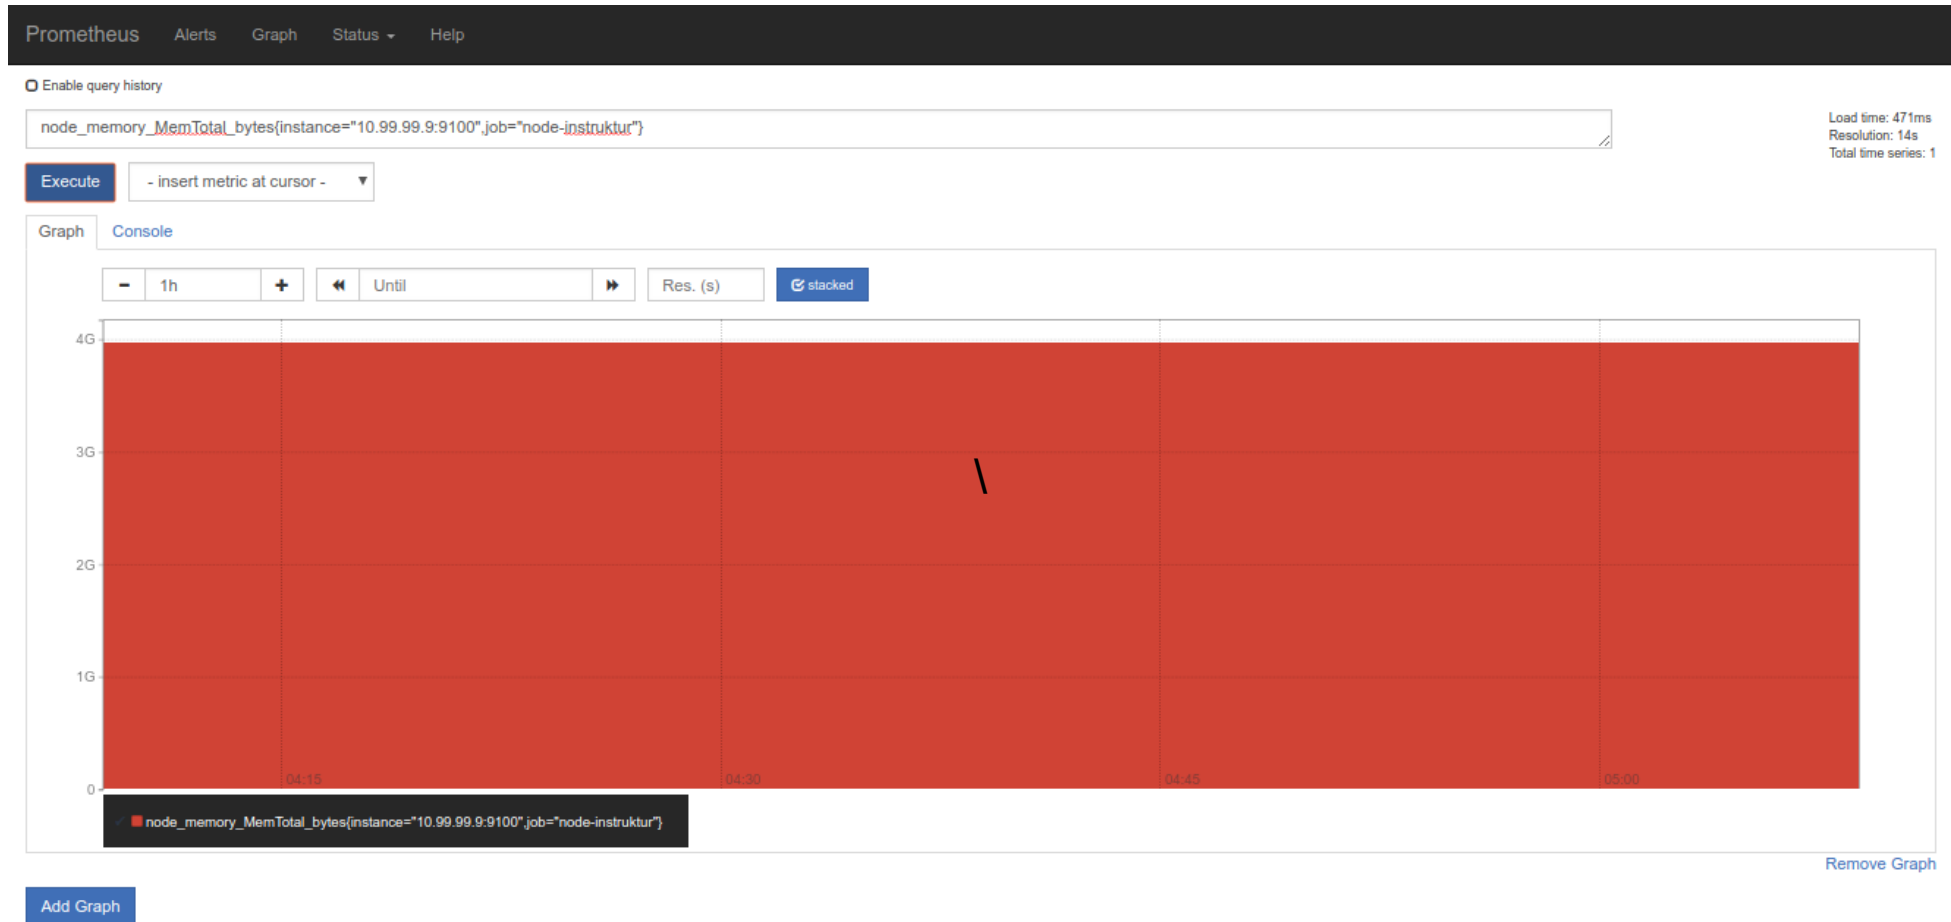 Prometheus Alerts Graph Status Help
Enable query history
node_memory_MemTotal_bytes{instance="10.99.99.9:9100",job="node-instruktur"}
Load time: 471ms
Resolution: 14s
Total time series: 1
Execute - insert metric at cursor -
Graph Console
1h Until Res. (s) stacked
4G
3G
\
2G
1G
0
04:15 04:30 04:45 05:00
node_memory_MemTotal_bytes{instance="10.99.99.9:9100",job="node-instruktur"}
Remove Graph
Add Graph